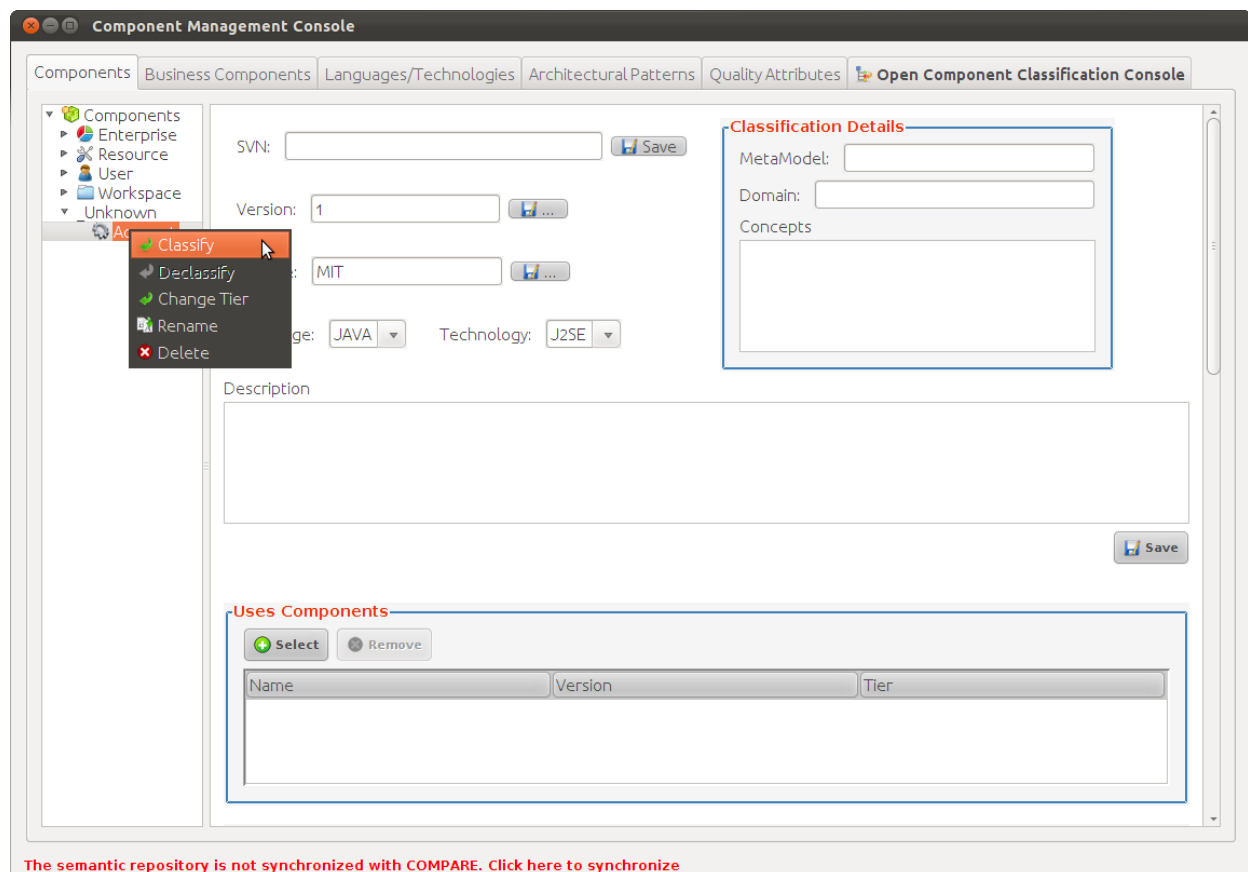 Component Management Console
Components Business Components Languages/Technologies Architectural Patterns Quality Attributes Open Component Classification Console
Components
Enterprise
Resource
User
Workspace
_Unknown
Classify
Declassify
Change Tier
Rename
Delete
SVN: Save
Version: 1 ...
MIT ...
JAVA Technology: J2SE
Classification Details
MetaModel:
Domain:
Concepts
Description
Save
Uses Components
Select Remove
Name Version Tier
The semantic repository is not synchronized with COMPARE. Click here to synchronize